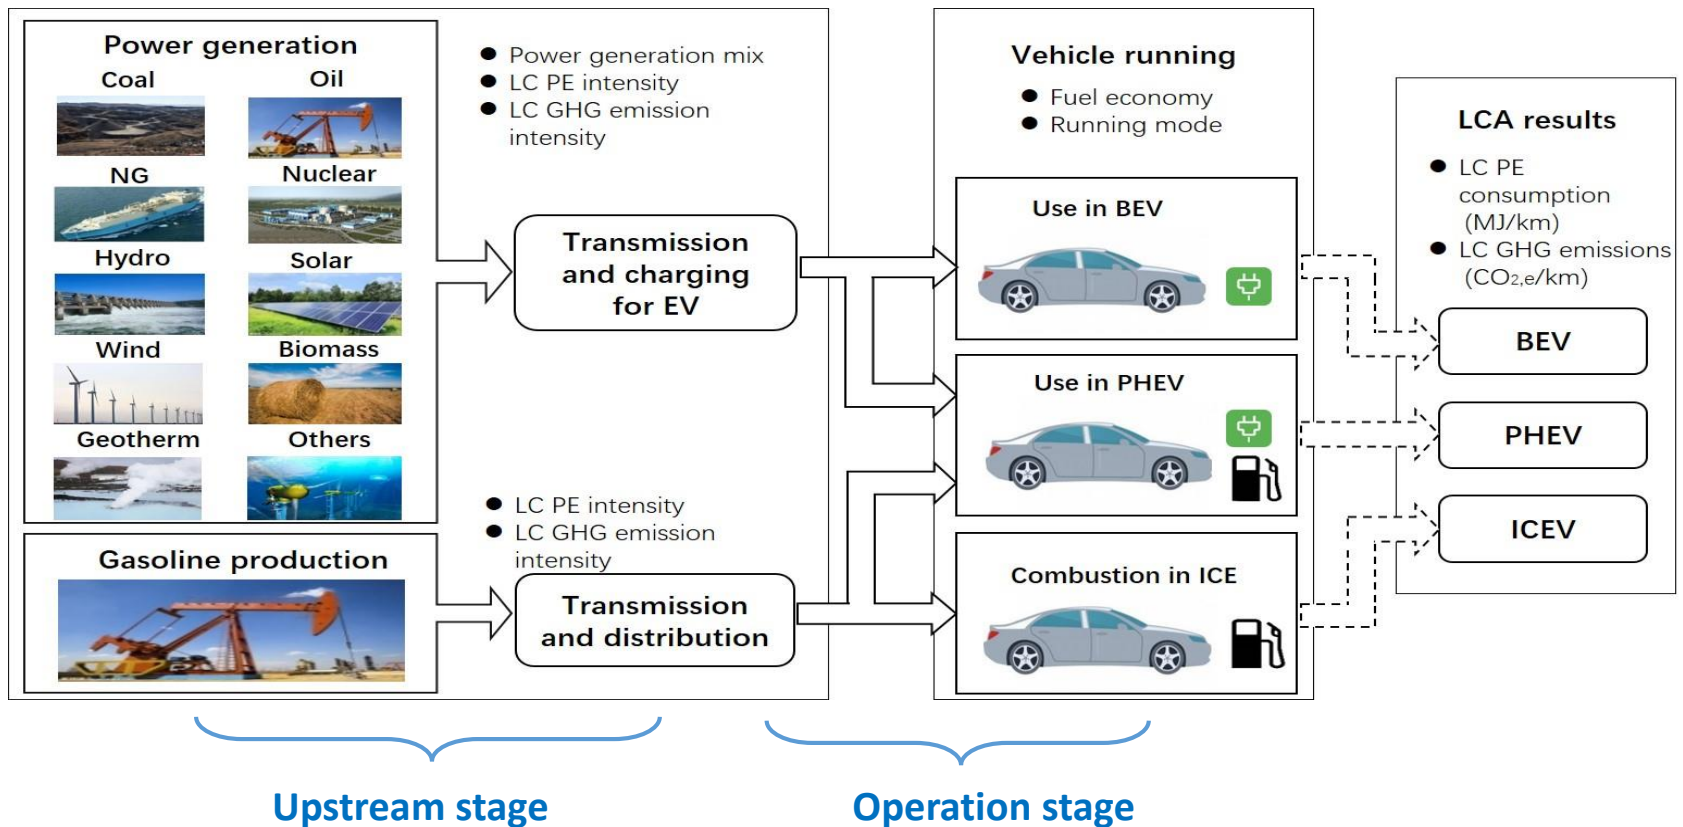 Power generation
Coal
Oil
NG
Nuclear
Hydro
Solar
Wind
Biomass
Geotherm
Others
Gasoline production
● Power generation mix
● LC PE intensity
● LC GHG emission
intensity
Transmission
and charging
for EV
● LC PE intensity
● LC GHG emission
intensity
Transmission
and distribution
Vehicle running
● Fuel economy
● Running mode
Use in BEV
Use in PHEV
Combustion in ICE
LCA results
● LC PE
consumption
(MJ/km)
● LC GHG emissions
(CO₂,e/km)
BEV
PHEV
ICEV
Upstream stage
Operation stage